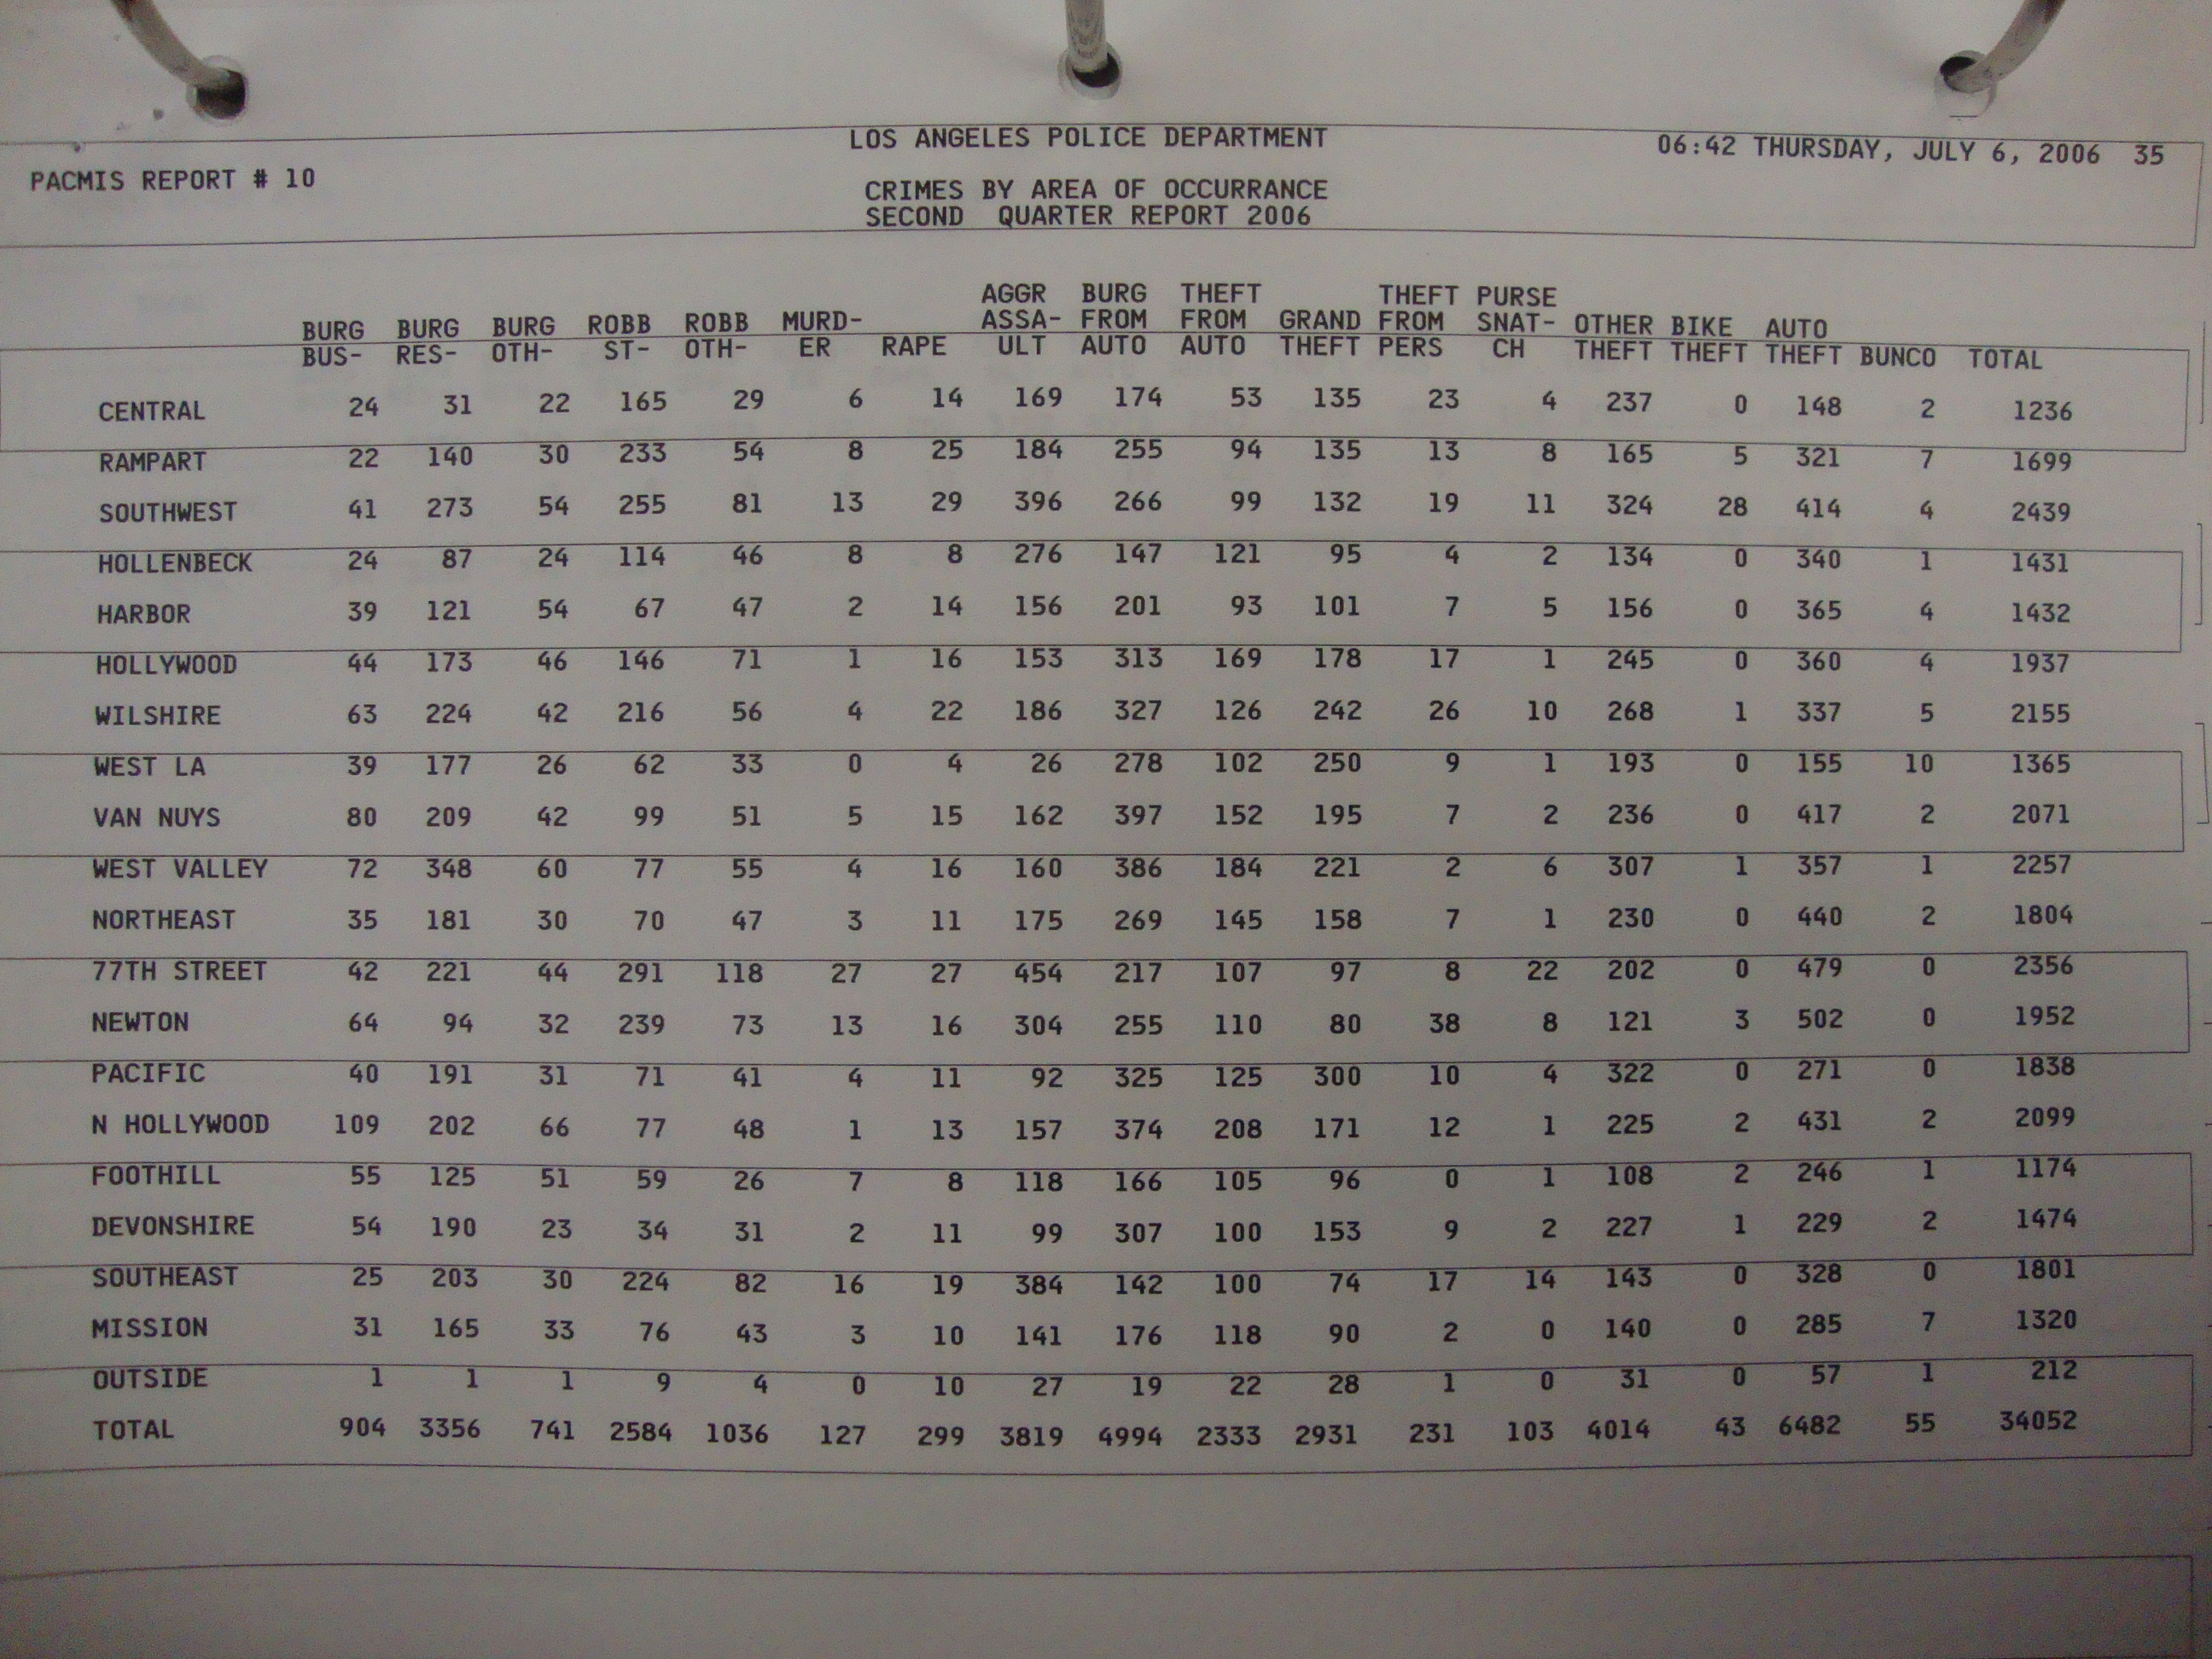 LOS ANGELES POLICE DEPARTMENT 06:42 THURSDAY, JULY 6, 2006 35
PACMIS REPORT # 10
CRIMES BY AREA OF OCCURRANCE
SECOND QUARTER REPORT 2006
AGGR BURG THEFT THEFT PURSE
BURG BURG BURG ROBB ROBB MURD- ASSA- FROM FROM GRAND FROM SNAT- OTHER BIKE AUTO
BUS- RES- OTH- ST- OTH- ER RAPE ULT AUTO AUTO THEFT PERS CH THEFT THEFT THEFT BUNCO TOTAL
CENTRAL 24 31 22 165 29 6 14 169 174 53 135 23 4 237 0 148 2 1236
RAMPART 22 140 30 233 54 8 25 184 255 94 135 13 8 165 5 321 7 1699
SOUTHWEST 41 273 54 255 81 13 29 396 266 99 132 19 11 324 28 414 4 2439
HOLLENBECK 24 87 24 114 46 8 8 276 147 121 95 4 2 134 0 340 1 1431
HARBOR 39 121 54 67 47 2 14 156 201 93 101 7 5 156 0 365 4 1432
HOLLYWOOD 44 173 46 146 71 1 16 153 313 169 178 17 1 245 0 360 4 1937
WILSHIRE 63 224 42 216 56 4 22 186 327 126 242 26 10 268 1 337 5 2155
WEST LA 39 177 26 62 33 0 4 26 278 102 250 9 1 193 0 155 10 1365
VAN NUYS 80 209 42 99 51 5 15 162 397 152 195 7 2 236 0 417 2 2071
WEST VALLEY 72 348 60 77 55 4 16 160 386 184 221 2 6 307 1 357 1 2257
NORTHEAST 35 181 30 70 47 3 11 175 269 145 158 7 1 230 0 440 2 1804
77TH STREET 42 221 44 291 118 27 27 454 217 107 97 8 22 202 0 479 0 2356
NEWTON 64 94 32 239 73 13 16 304 255 110 80 38 8 121 3 502 0 1952
PACIFIC 40 191 31 71 41 4 11 92 325 125 300 10 4 322 0 271 0 1838
N HOLLYWOOD 109 202 66 77 48 1 13 157 374 208 171 12 1 225 2 431 2 2099
FOOTHILL 55 125 51 59 26 7 8 118 166 105 96 0 1 108 2 246 1 1174
DEVONSHIRE 54 190 23 34 31 2 11 99 307 100 153 9 2 227 1 229 2 1474
SOUTHEAST 25 203 30 224 82 16 19 384 142 100 74 17 14 143 0 328 0 1801
MISSION 31 165 33 76 43 3 10 141 176 118 90 2 0 140 0 285 7 1320
OUTSIDE 1 1 1 9 4 0 10 27 19 22 28 1 0 31 0 57 1 212
TOTAL 904 3356 741 2584 1036 127 299 3819 4994 2333 2931 231 103 4014 43 6482 55 34052